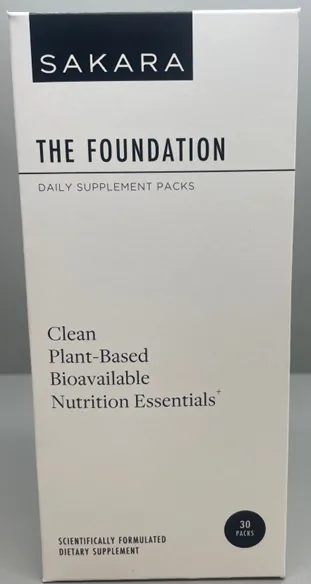 SAKARA
THE FOUNDATION
DAILY SUPPLEMENT PACKS
Clean
Plant-Based
Bioavailable
Nutrition Essentials†
30
PACKS
SCIENTIFICALLY FORMULATED
DIETARY SUPPLEMENT